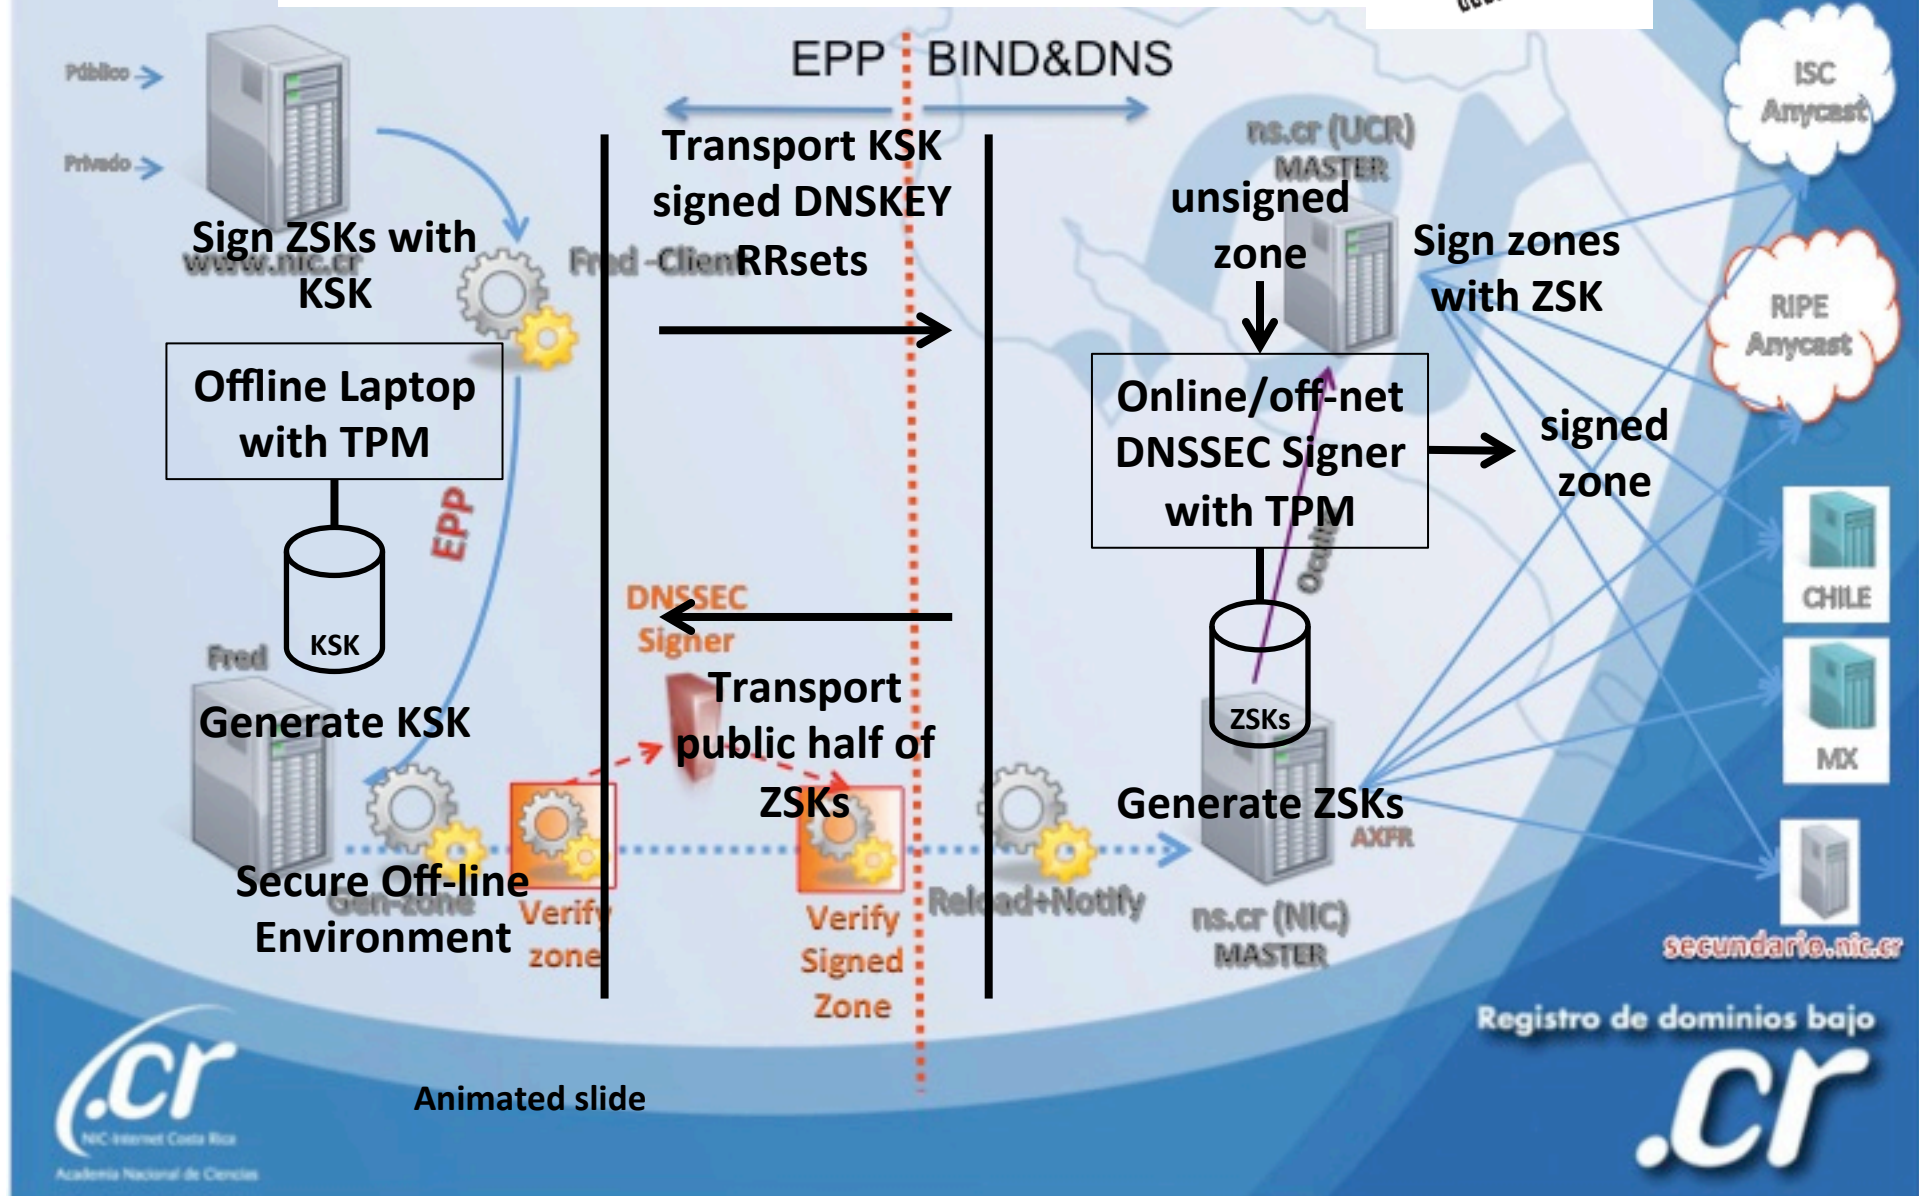 EPP
BIND&DNS
Público
Privado
Transport KSK
signed DNSKEY
RRsets
ns.cr (UCR)
MASTER
unsigned
zone
ISC
Anycast
Sign ZSKs with
KSK
www.nic.cr
Fred -Client
Sign zones
with ZSK
RIPE
Anycast
Offline Laptop
with TPM
Online/off-net
DNSSEC Signer
with TPM
signed
zone
EPP
KSK
DNSSEC
Signer
CHILE
Fred
Generate KSK
Transport
public half of
ZSKs
ZSKs
Generate ZSKs
MX
AXFR
Secure Off-line
Environment
Gen-zone
Verify
zone
Verify
Signed
Zone
Reload+Notify
ns.cr (NIC)
MASTER
secundario.nic.cr
Registro de dominios bajo
.cr
.cr
NIC-Internet Costa Rica
Academia Nacional de Ciencias
Animated slide